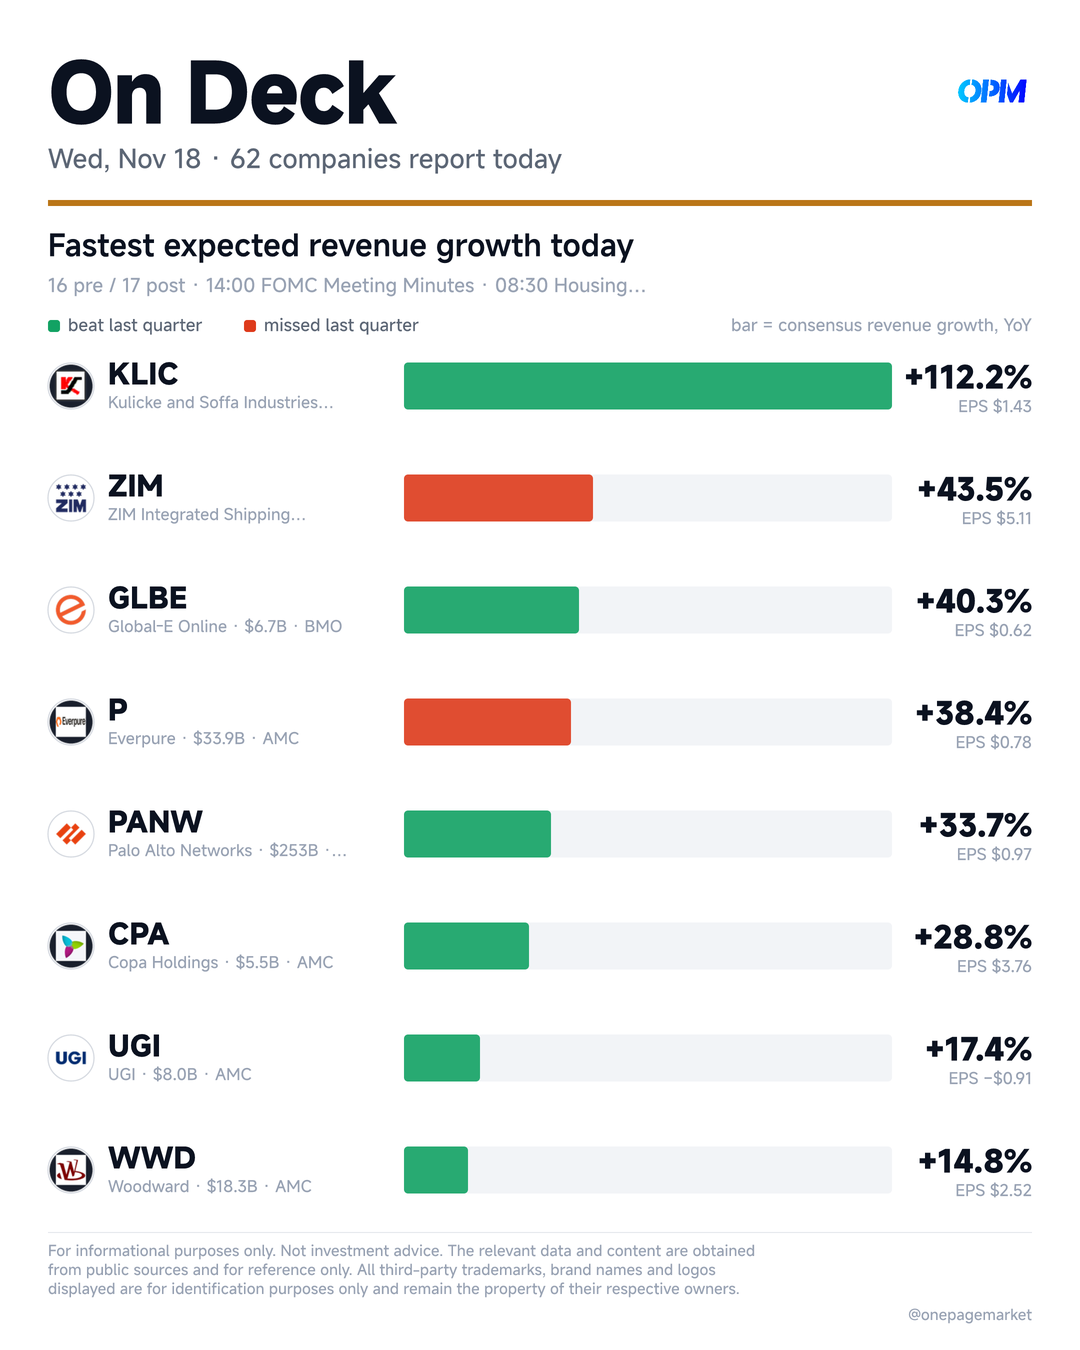 On Deck
OPM
Wed, Nov 18 · 62 companies report today
Fastest expected revenue growth today
16 pre / 17 post · 14:00 FOMC Meeting Minutes · 08:30 Housing…
beat last quarter
missed last quarter
bar = consensus revenue growth, YoY
KLIC
Kulicke and Soffa Industries…
+112.2%
EPS $1.43
ZIM
ZIM
ZIM Integrated Shipping…
+43.5%
EPS $5.11
GLBE
Global-E Online · $6.7B · BMO
+40.3%
EPS $0.62
Everpure
P
Everpure · $33.9B · AMC
+38.4%
EPS $0.78
PANW
Palo Alto Networks · $253B ·…
+33.7%
EPS $0.97
CPA
Copa Holdings · $5.5B · AMC
+28.8%
EPS $3.76
UGI
UGI
UGI · $8.0B · AMC
+17.4%
EPS −$0.91
W
WWD
Woodward · $18.3B · AMC
+14.8%
EPS $2.52
For informational purposes only. Not investment advice. The relevant data and content are obtained
from public sources and for reference only. All third-party trademarks, brand names and logos
displayed are for identification purposes only and remain the property of their respective owners.
@onepagemarket